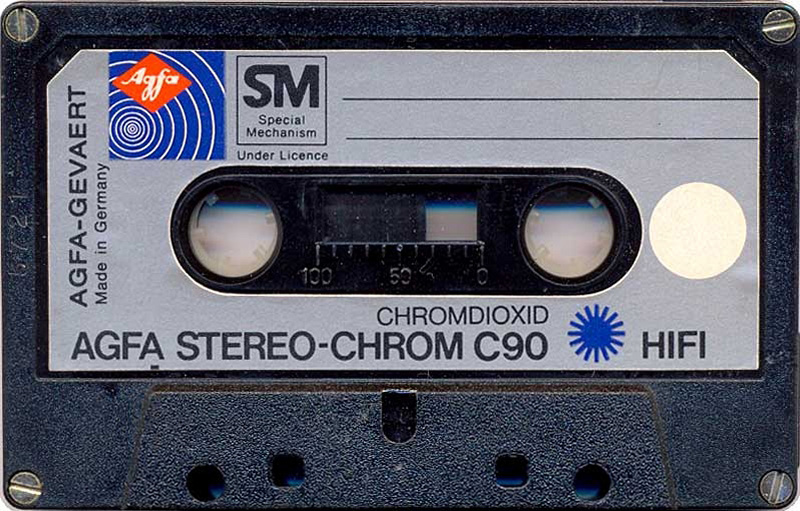 Agfa
SM
Special
Mechanism
Under Licence
AGFA-GEVAERT
Made in Germany
100 50 0
CHROMDIOXID
AGFA STEREO-CHROM C90
HIFI